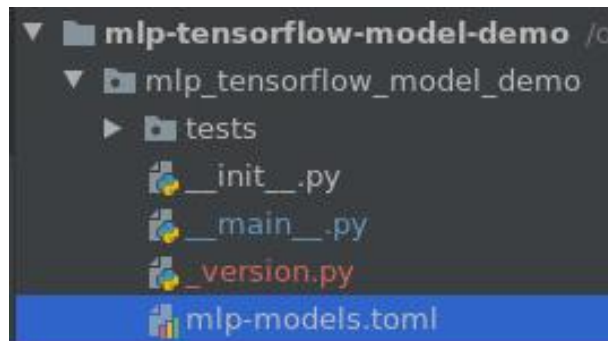 mlp-tensorflow-model-demo
mlp_tensorflow_model_demo
tests
__init__.py
__main__.py
_version.py
mlp-models.toml